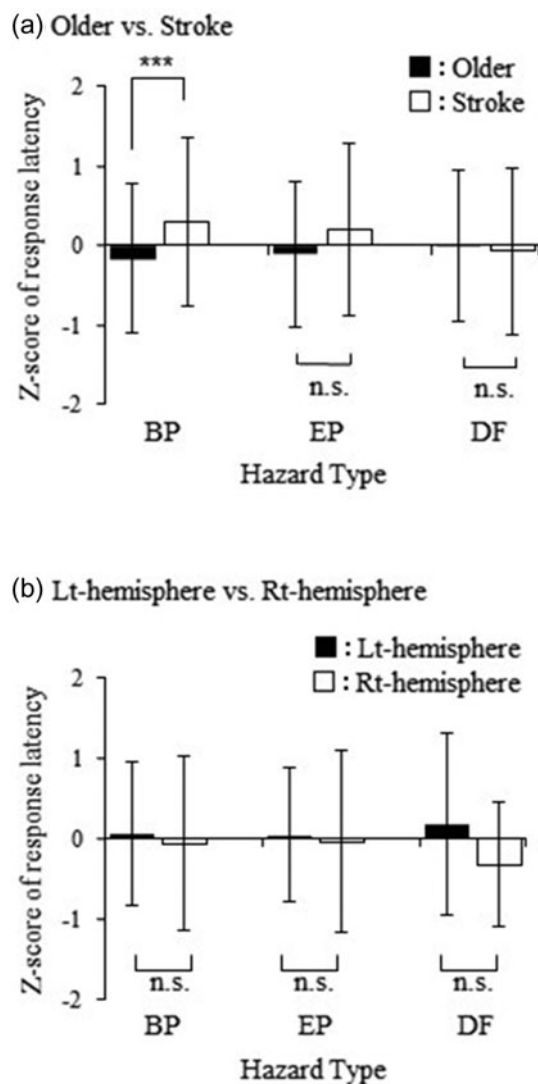 (a) Older vs. Stroke
***
■: Older
□: Stroke
Z-score of response latency
2
1
0
-1
-2
n.s.
n.s.
BP
EP
DF
Hazard Type
(b) Lt-hemisphere vs. Rt-hemisphere
■: Lt-hemisphere
□: Rt-hemisphere
Z-score of response latency
2
1
0
-1
-2
n.s.
n.s.
n.s.
BP
EP
DF
Hazard Type